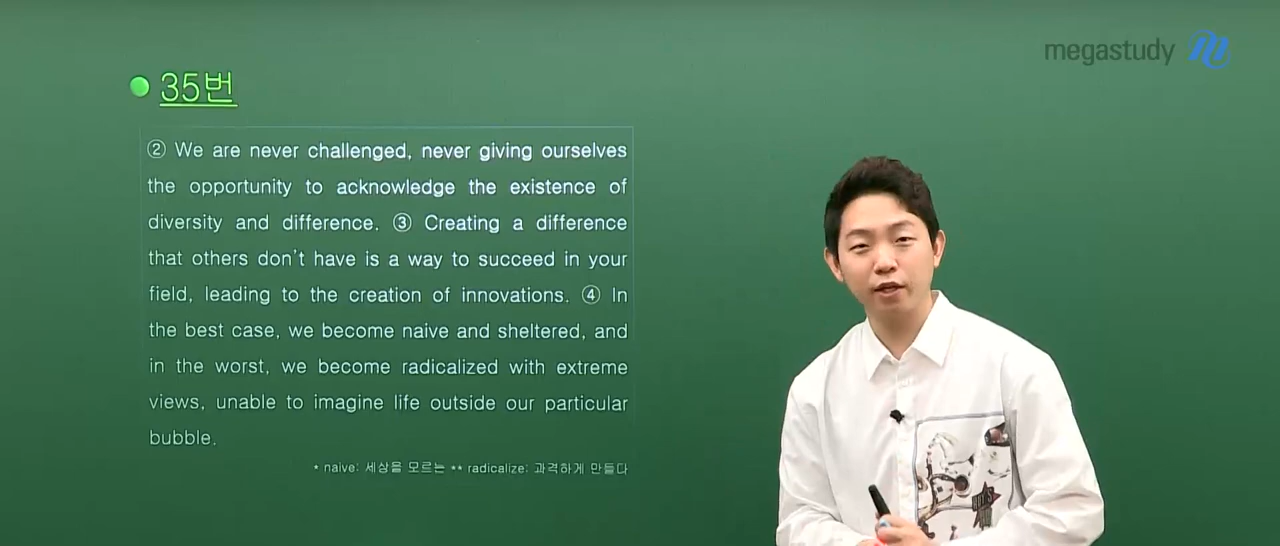 megastudy
35번
② We are never challenged, never giving ourselves
the opportunity to acknowledge the existence of
diversity and difference. ③ Creating a difference
that others don't have is a way to succeed in your
field, leading to the creation of innovations. ④ In
the best case, we become naive and sheltered, and
in the worst, we become radicalized with extreme
views, unable to imagine life outside our particular
bubble.
* naive: 세상을 모르는 ** radicalize: 과격하게 만들다